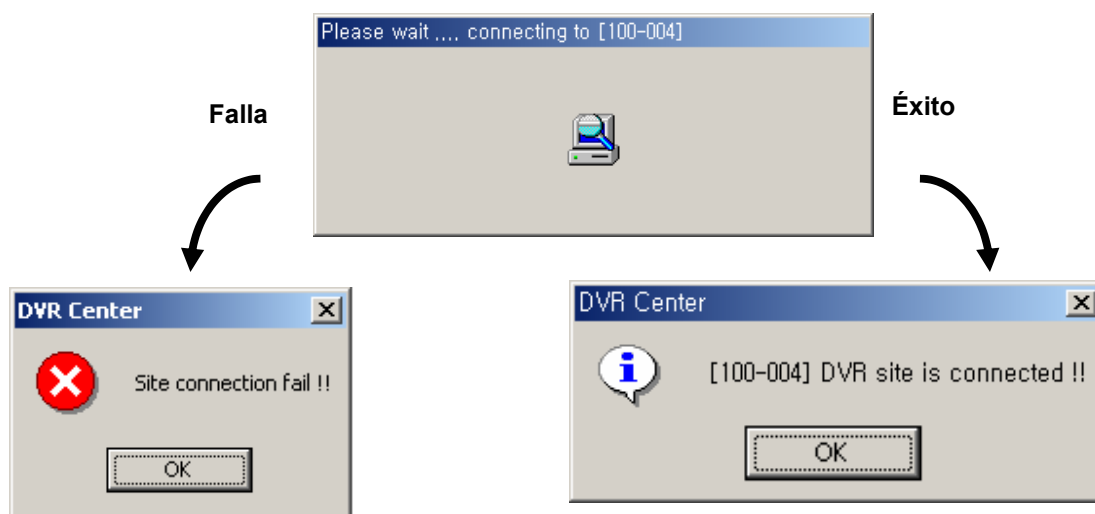 Please wait .... connecting to [100-004]
Falla
Éxito
DVR Center
Site connection fail !!
OK
DVR Center
[100-004] DVR site is connected !!
OK